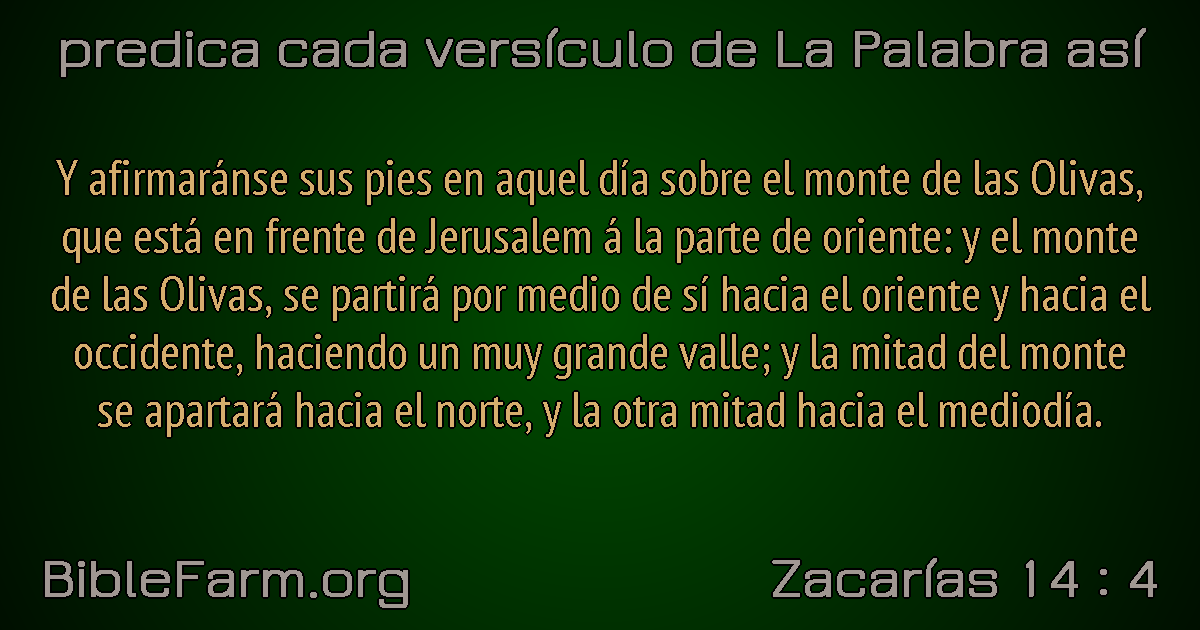 predica cada versículo de La Palabra así
Y afirmaránse sus pies en aquel día sobre el monte de las Olivas,
que está en frente de Jerusalem á la parte de oriente: y el monte
de las Olivas, se partirá por medio de sí hacia el oriente y hacia el
occidente, haciendo un muy grande valle; y la mitad del monte
se apartará hacia el norte, y la otra mitad hacia el mediodía.
BibleFarm.org
Zacarías 14 : 4